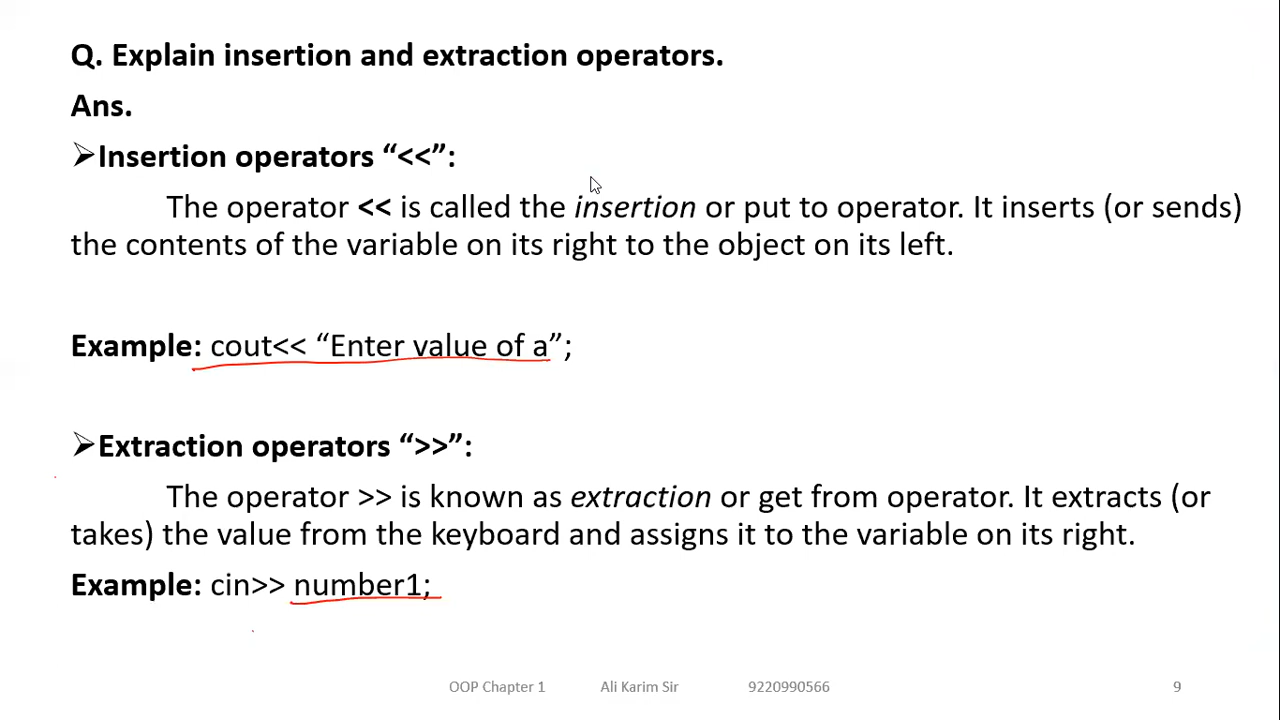 Q. Explain insertion and extraction operators.
Ans.
➢Insertion operators “<<”:
The operator << is called the insertion or put to operator. It inserts (or sends)
the contents of the variable on its right to the object on its left.
Example: cout<< “Enter value of a”;
➢Extraction operators “>>”:
The operator >> is known as extraction or get from operator. It extracts (or
takes) the value from the keyboard and assigns it to the variable on its right.
Example: cin>> number1;
OOP Chapter 1 Ali Karim Sir 9220990566 9